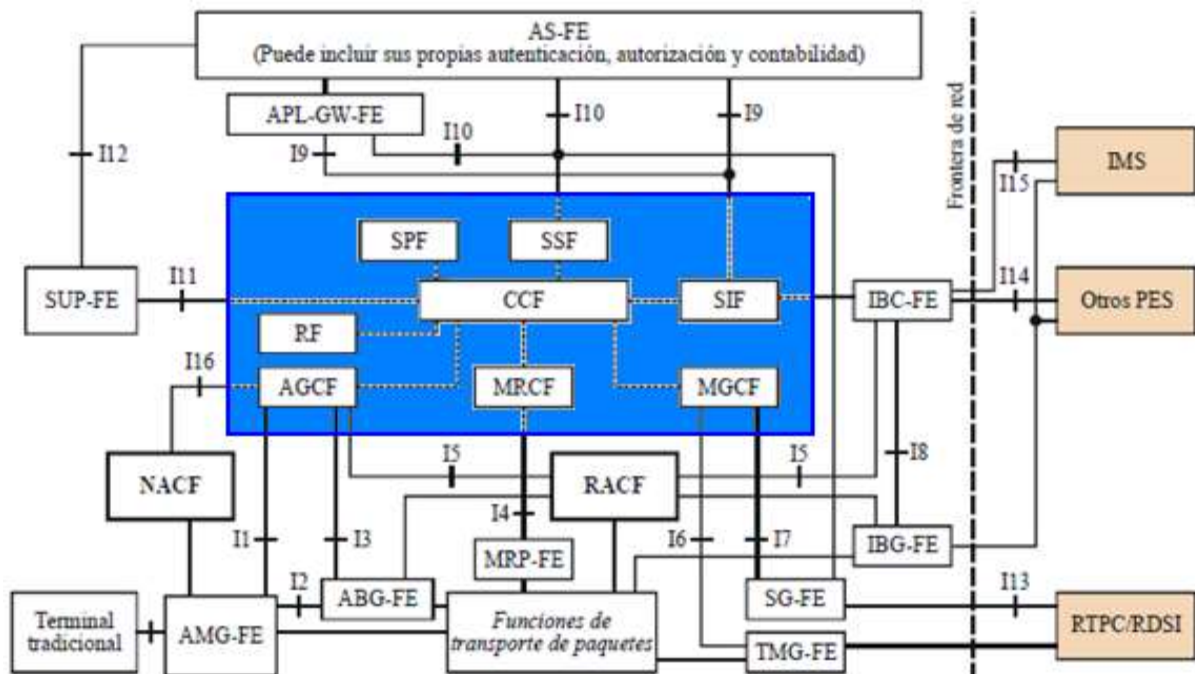 AS-FE
(Puede incluir sus propias autenticación, autorización y contabilidad)
APL-GW-FE
I10
I9
I10
I9
I12
Frontera de red
IMS
I15
SPF
SSF
I11
SUP-FE
CCF
SIF
IBC-FE
I14
Otros PES
RF
I16
AGCF
MRCF
MGCF
I5
I5
I8
NACF
RACF
I4
I1
I3
I6
I7
IBG-FE
MRP-FE
I2
ABG-FE
SG-FE
I13
Terminal
tradicional
AMG-FE
Funciones de
transporte de paquetes
TMG-FE
RTPC/RDSI